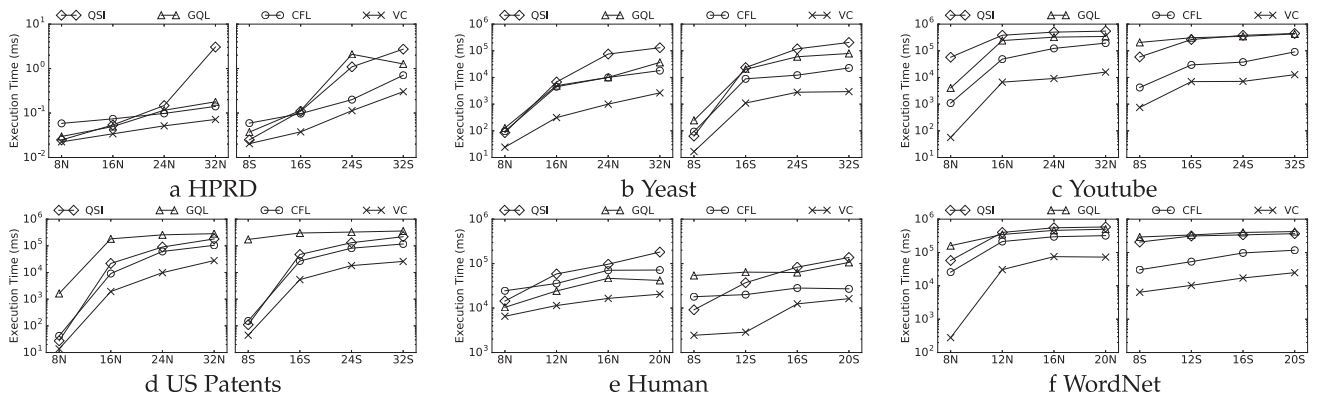 QSI GQL CFL VC
Execution Time (ms)
10^1
10^0
10^-1
10^-2
8N 16N 24N 32N 8S 16S 24S 32S
a HPRD
QSI GQL CFL VC
Execution Time (ms)
10^6
10^5
10^4
10^3
10^2
10^1
8N 16N 24N 32N 8S 16S 24S 32S
b Yeast
QSI GQL CFL VC
Execution Time (ms)
10^6
10^5
10^4
10^3
10^2
10^1
8N 12N 16N 20N 8S 12S 16S 20S
c Youtube
QSI GQL CFL VC
Execution Time (ms)
10^6
10^5
10^4
10^3
10^2
10^1
8N 16N 24N 32N 8S 16S 24S 32S
d US Patents
QSI GQL CFL VC
Execution Time (ms)
10^6
10^5
10^4
10^3
8N 12N 16N 20N 8S 12S 16S 20S
e Human
QSI GQL CFL VC
Execution Time (ms)
10^6
10^5
10^4
10^3
10^2
8N 12N 16N 20N 8S 12S 16S 20S
f WordNet